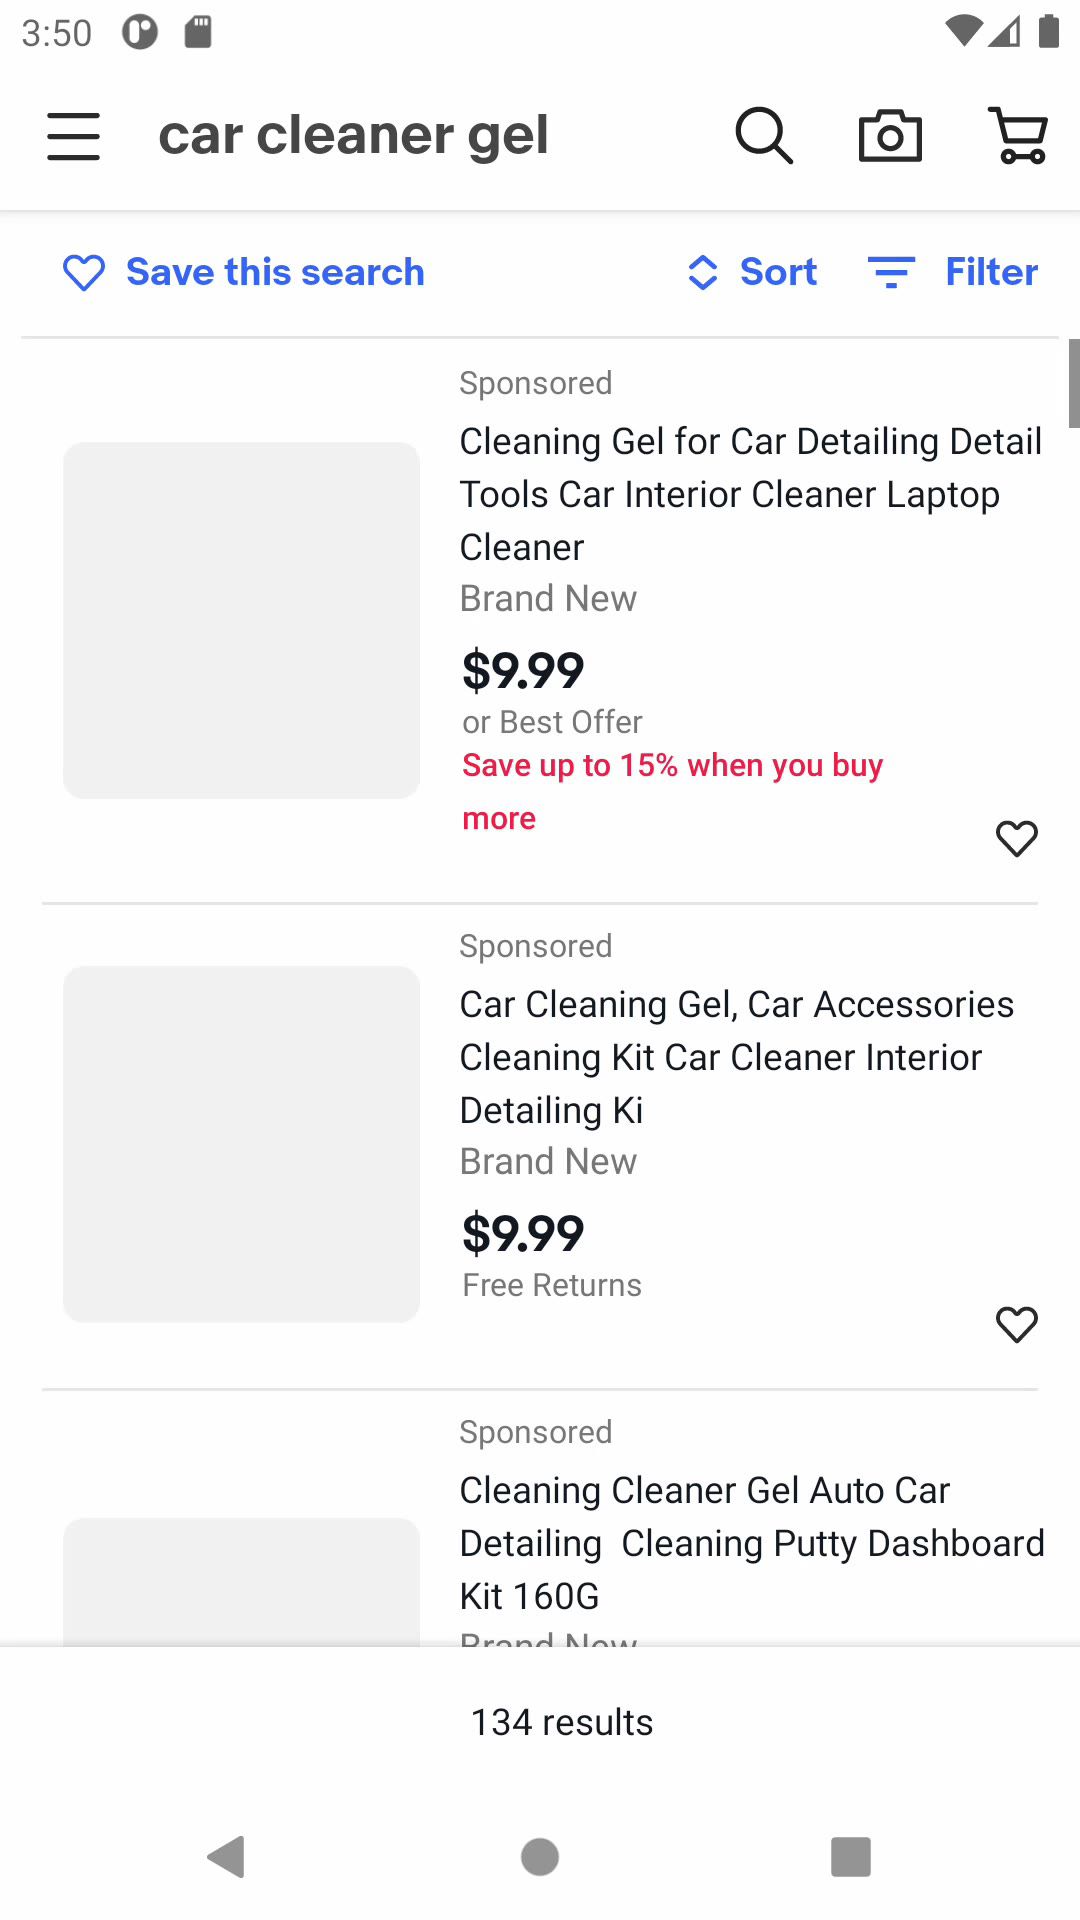 3:50
car cleaner gel
Save this search
Sort
Filter
Sponsored
Cleaning Gel for Car Detailing Detail
Tools Car Interior Cleaner Laptop
Cleaner
Brand New
$9.99
or Best Offer
Save up to 15% when you buy
more
Sponsored
Car Cleaning Gel, Car Accessories
Cleaning Kit Car Cleaner Interior
Detailing Ki
Brand New
$9.99
Free Returns
Sponsored
Cleaning Cleaner Gel Auto Car
Detailing  Cleaning Putty Dashboard
Kit 160G
Brand New
134 results